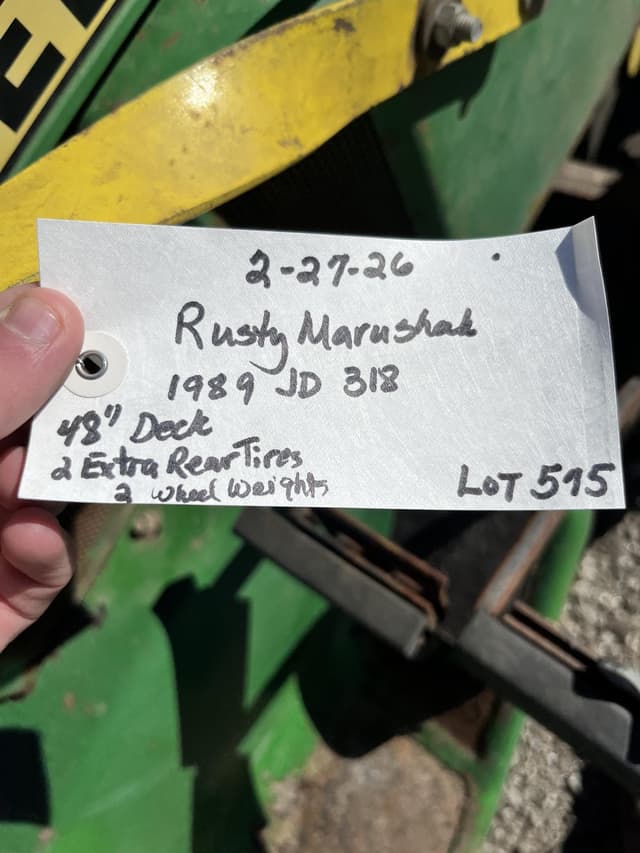 2-27-26
Rusty Marushak
1989 JD 318
48" Deck
2 Extra Rear Tires
2 Wheel Weights
LOT 515